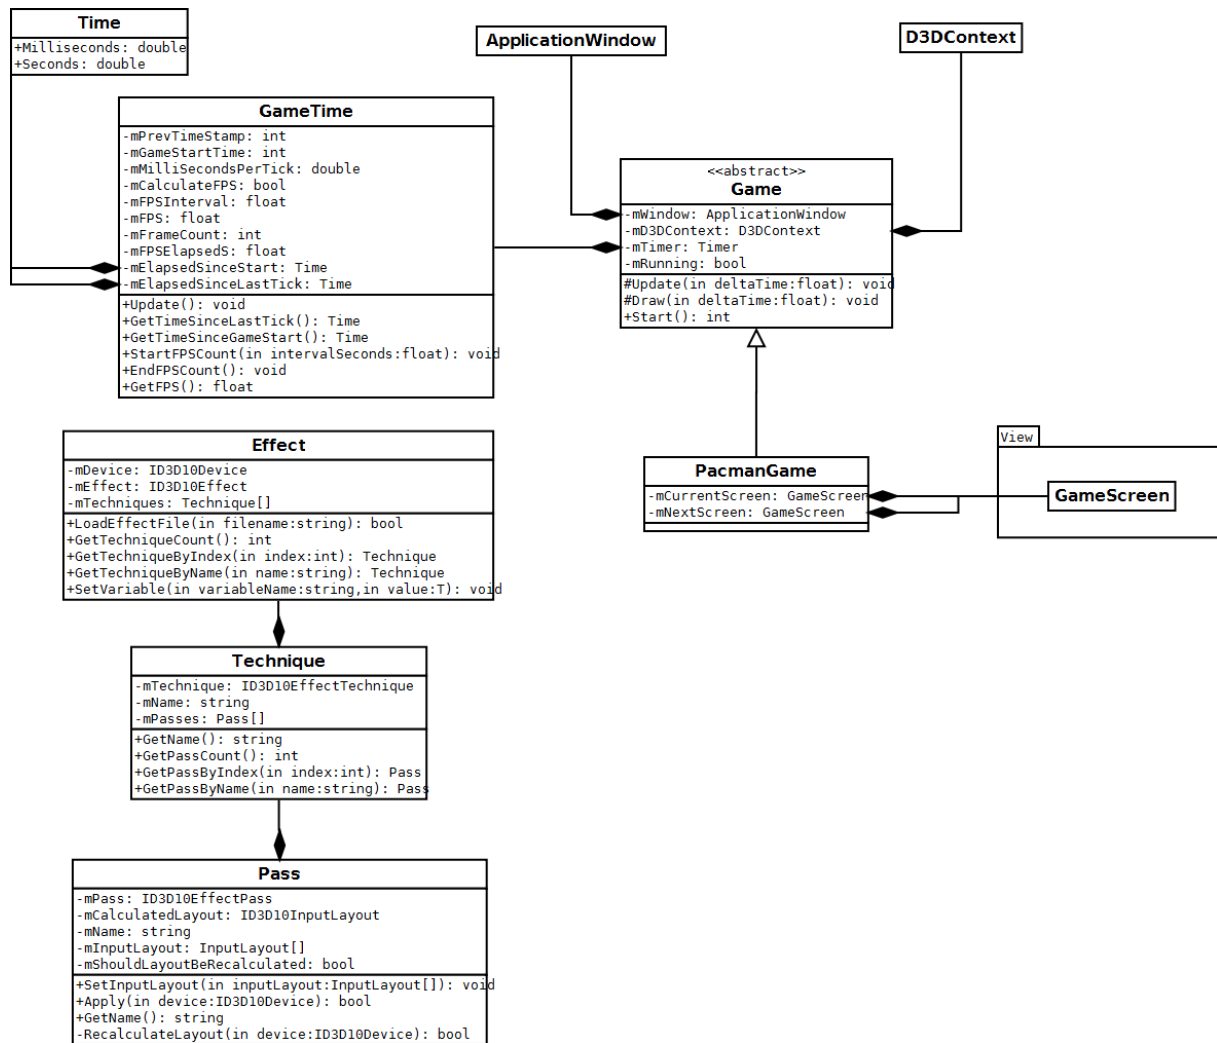 Time
+Milliseconds: double
+Seconds: double
ApplicationWindow
D3DContext
GameTime
-mPrevTimeStamp: int
-mGameStartTime: int
-mMilliSecondsPerTick: double
-mCalculateFPS: bool
-mFPSInterval: float
-mFPS: float
-mFrameCount: int
-mFPSElapsedS: float
-mElapsedSinceStart: Time
-mElapsedSinceLastTick: Time
+Update(): void
+GetTimeSinceLastTick(): Time
+GetTimeSinceGameStart(): Time
+StartFPSCount(in intervalSeconds:float): void
+EndFPSCount(): void
+GetFPS(): float
<<abstract>>
Game
-mWindow: ApplicationWindow
-mD3DContext: D3DContext
-mTimer: Timer
-mRunning: bool
#Update(in deltaTime:float): void
#Draw(in deltaTime:float): void
+Start(): int
Effect
-mDevice: ID3D10Device
-mEffect: ID3D10Effect
-mTechniques: Technique[]
+LoadEffectFile(in filename:string): bool
+GetTechniqueCount(): int
+GetTechniqueByIndex(in index:int): Technique
+GetTechniqueByName(in name:string): Technique
+SetVariable(in variableName:string,in value:T): void
PacmanGame
-mCurrentScreen: GameScreen
-mNextScreen: GameScreen
View
GameScreen
Technique
-mTechnique: ID3D10EffectTechnique
-mName: string
-mPasses: Pass[]
+GetName(): string
+GetPassCount(): int
+GetPassByIndex(in index:int): Pass
+GetPassByName(in name:string): Pass
Pass
-mPass: ID3D10EffectPass
-mCalculatedLayout: ID3D10InputLayout
-mName: string
-mInputLayout: InputLayout[]
-mShouldLayoutBeRecalculated: bool
+SetInputLayout(in inputLayout:InputLayout[]): void
+Apply(in device:ID3D10Device): bool
+GetName(): string
-RecalculateLayout(in device:ID3D10Device): bool